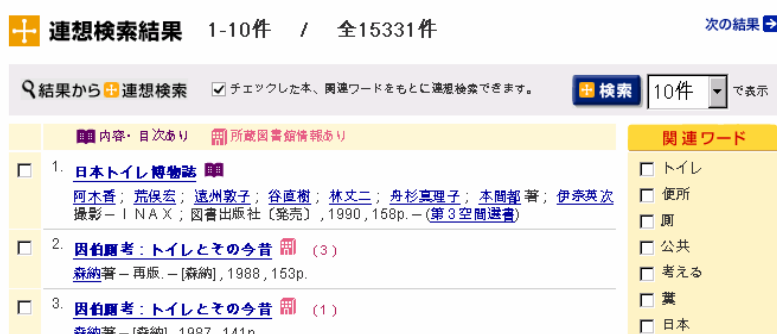 連想検索結果 1-10件 / 全15331件
次の結果
結果から連想検索 チェックした本、関連ワードをもとに連想検索できます。 検索 10件 で表示
内容・目次あり 所蔵図書館情報あり
関連ワード
1. 日本トイレ博物誌
阿木香; 荒俣宏; 遠州敦子; 谷直樹; 林丈二; 舟杉真理子; 本間都 著; 伊奈英次
撮影 – INAX; 図書出版社〔発売〕, 1990, 158p. – (第3空間選書)
2. 因伯厠考 : トイレとその今昔 (3)
森納著 – 再版. – [森納], 1988, 153p.
3. 因伯厠考 : トイレとその今昔 (1)
森納著 – [森納], 1987, 141p
トイレ
便所
厠
公共
考える
糞
日本